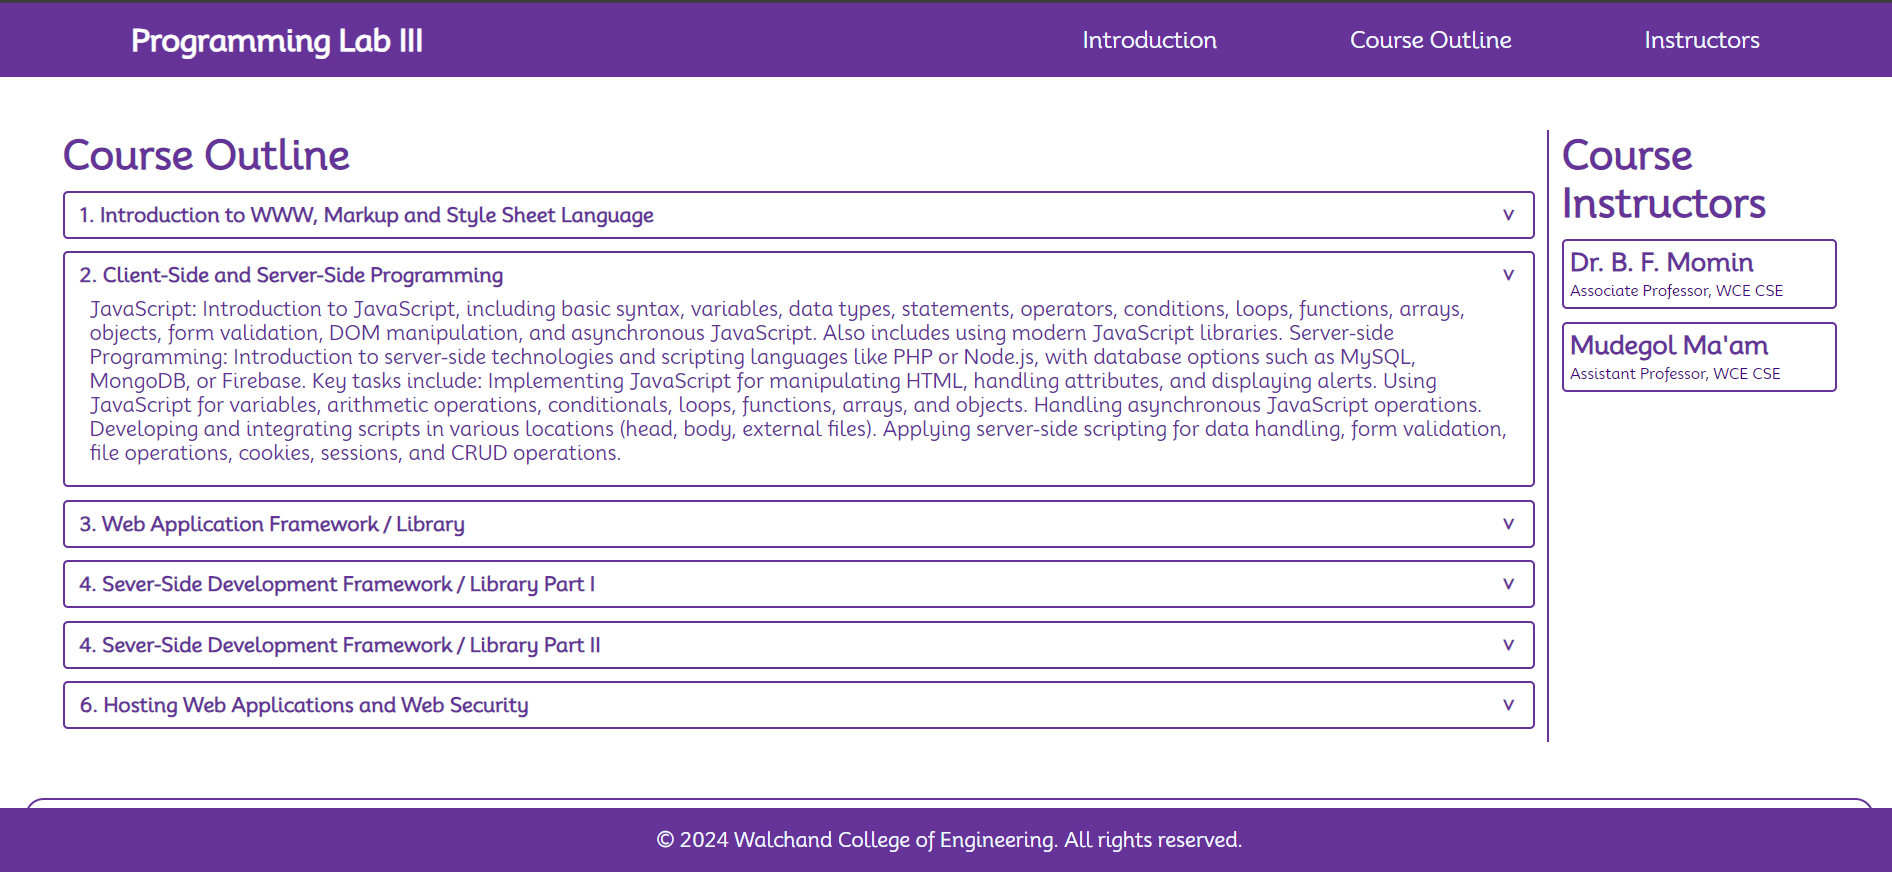 Programming Lab III
Introduction
Course Outline
Instructors
Course Outline
1. Introduction to WWW, Markup and Style Sheet Language
v
2. Client-Side and Server-Side Programming
v
JavaScript: Introduction to JavaScript, including basic syntax, variables, data types, statements, operators, conditions, loops, functions, arrays,
objects, form validation, DOM manipulation, and asynchronous JavaScript. Also includes using modern JavaScript libraries. Server-side
Programming: Introduction to server-side technologies and scripting languages like PHP or Node.js, with database options such as MySQL,
MongoDB, or Firebase. Key tasks include: Implementing JavaScript for manipulating HTML, handling attributes, and displaying alerts. Using
JavaScript for variables, arithmetic operations, conditionals, loops, functions, arrays, and objects. Handling asynchronous JavaScript operations.
Developing and integrating scripts in various locations (head, body, external files). Applying server-side scripting for data handling, form validation,
file operations, cookies, sessions, and CRUD operations.
3. Web Application Framework / Library
v
4. Sever-Side Development Framework / Library Part I
v
4. Sever-Side Development Framework / Library Part II
v
6. Hosting Web Applications and Web Security
v
Course
Instructors
Dr. B. F. Momin
Associate Professor, WCE CSE
Mudegol Ma'am
Assistant Professor, WCE CSE
© 2024 Walchand College of Engineering. All rights reserved.